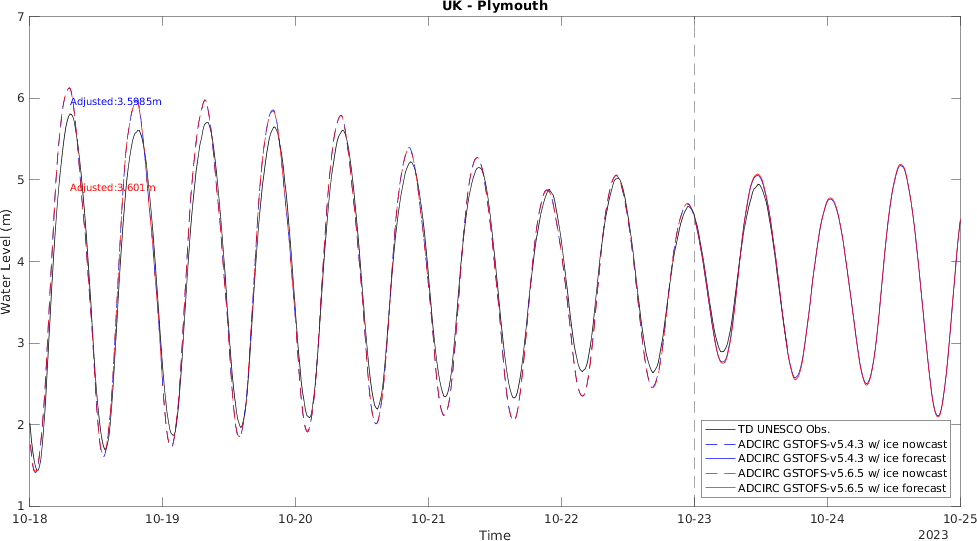 UK - Plymouth
7
6
5
4
3
2
1
Water Level (m)
Adjusted:3.5985m
Adjusted:3.601m
TD UNESCO Obs.
ADCIRC GSTOFS-v5.4.3 w/ ice nowcast
ADCIRC GSTOFS-v5.4.3 w/ ice forecast
ADCIRC GSTOFS-v5.6.5 w/ ice nowcast
ADCIRC GSTOFS-v5.6.5 w/ ice forecast
10-18 10-19 10-20 10-21 10-22 10-23 10-24 10-25
Time
2023